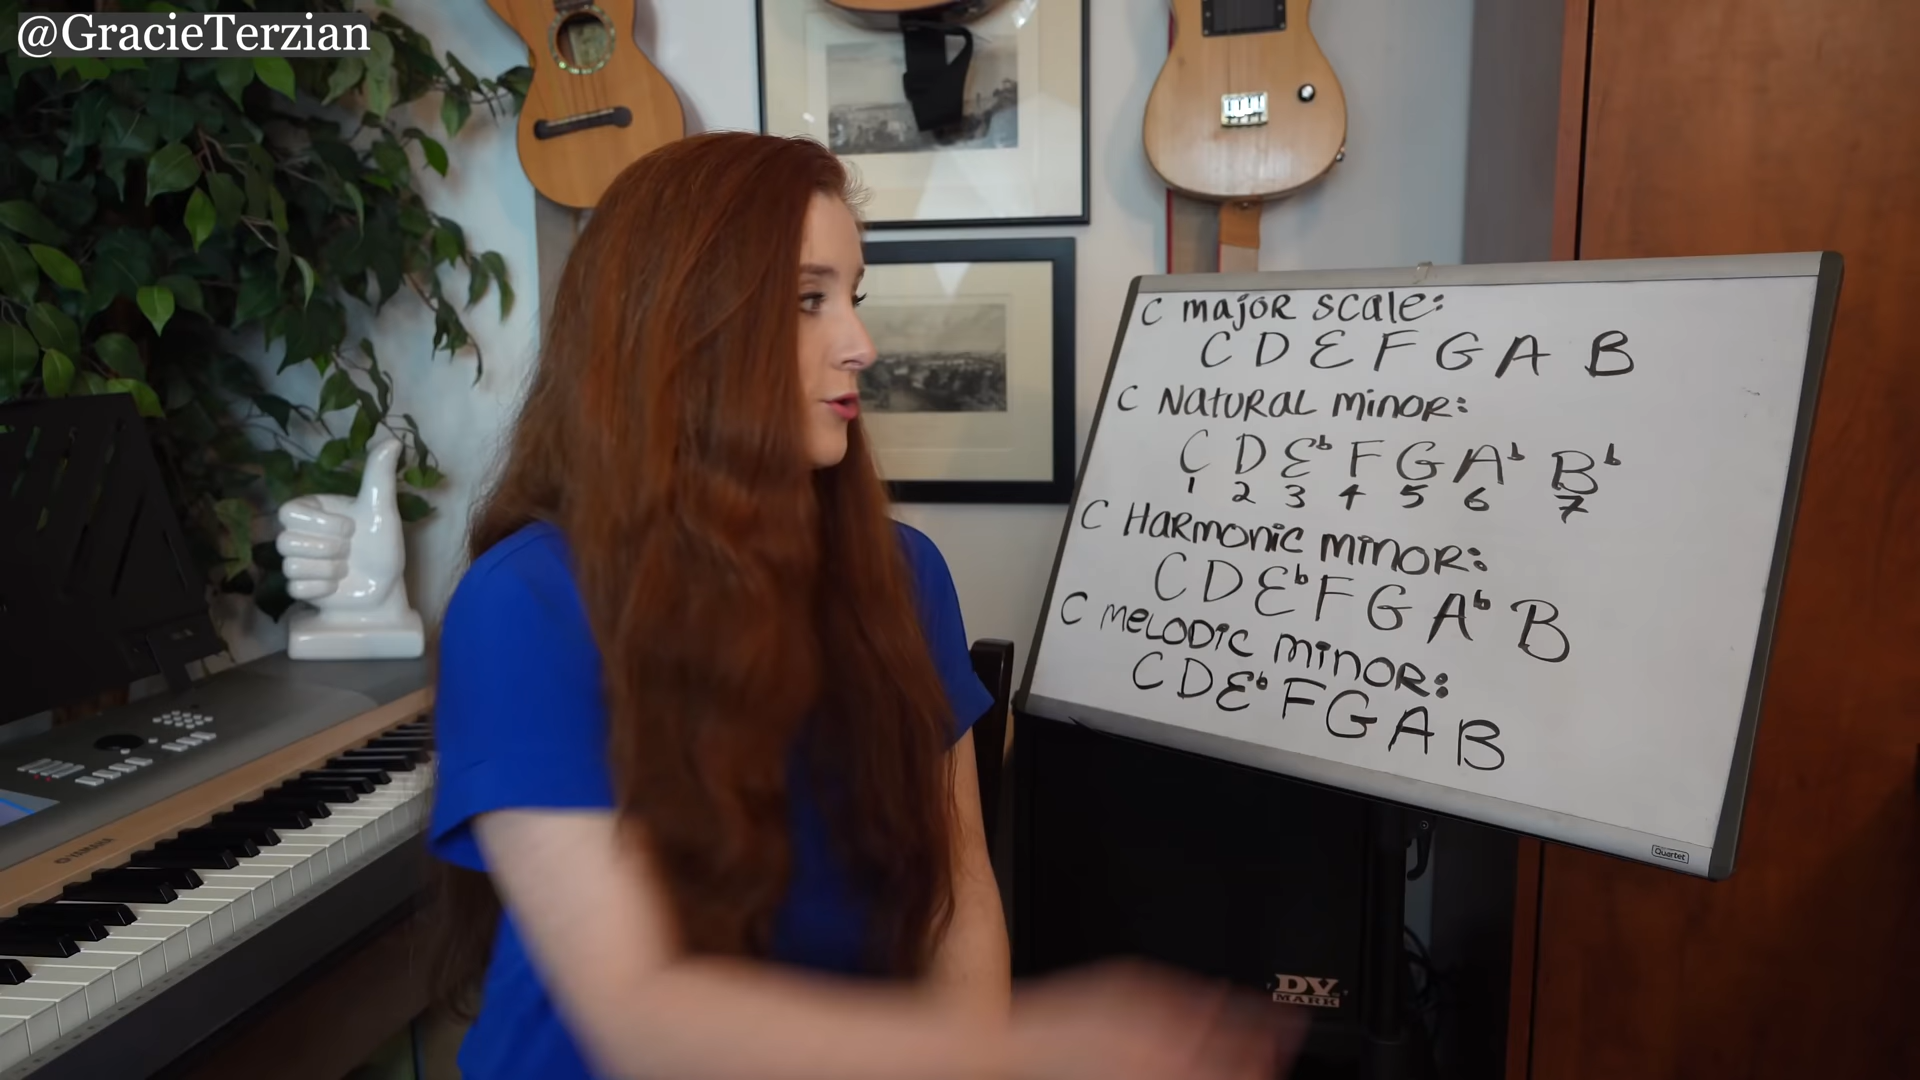 @GracieTerzian
C major scale:
C D E F G A B
C Natural minor:
C D E♭ F G A♭ B♭
1 2 3 4 5 6 7
C Harmonic minor:
C D E♭ F G A♭ B
C melodic minor:
C D E♭ F G A B
Quartet
YAMAHA
DV
MARK